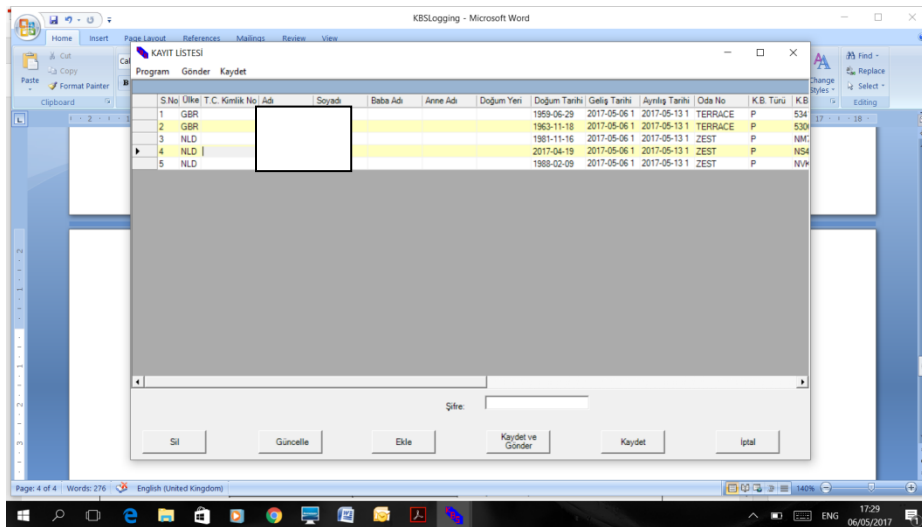 KBSLogging - Microsoft Word
Home Insert Page Layout References Mailings Review View
Cut
Copy
Paste
Format Painter
Clipboard
Cal
B
A
Change
Styles
Find
Replace
Select
Editing
KAYIT LİSTESİ
Program Gönder Kaydet
S.No Ülke T.C. Kimlik No Adı Soyadı Baba Adı Anne Adı Doğum Yeri Doğum Tarihi Geliş Tarihi Ayrılış Tarihi Oda No K.B. Türü K.B
1 GBR 1959-06-29 2017-05-06 1 2017-05-13 1 TERRACE P 534
2 GBR 1963-11-18 2017-05-06 1 2017-05-13 1 TERRACE P 530
3 NLD 1981-11-16 2017-05-06 1 2017-05-13 1 ZEST P NM
4 NLD 2017-04-19 2017-05-06 1 2017-05-13 1 ZEST P NS4
5 NLD 1988-02-09 2017-05-06 1 2017-05-13 1 ZEST P NVK
Şifre:
Sil Güncelle Ekle Kaydet ve Gönder Kaydet İptal
Page: 4 of 4 Words: 276 English (United Kingdom) 140%
ENG 17:29
06/05/2017